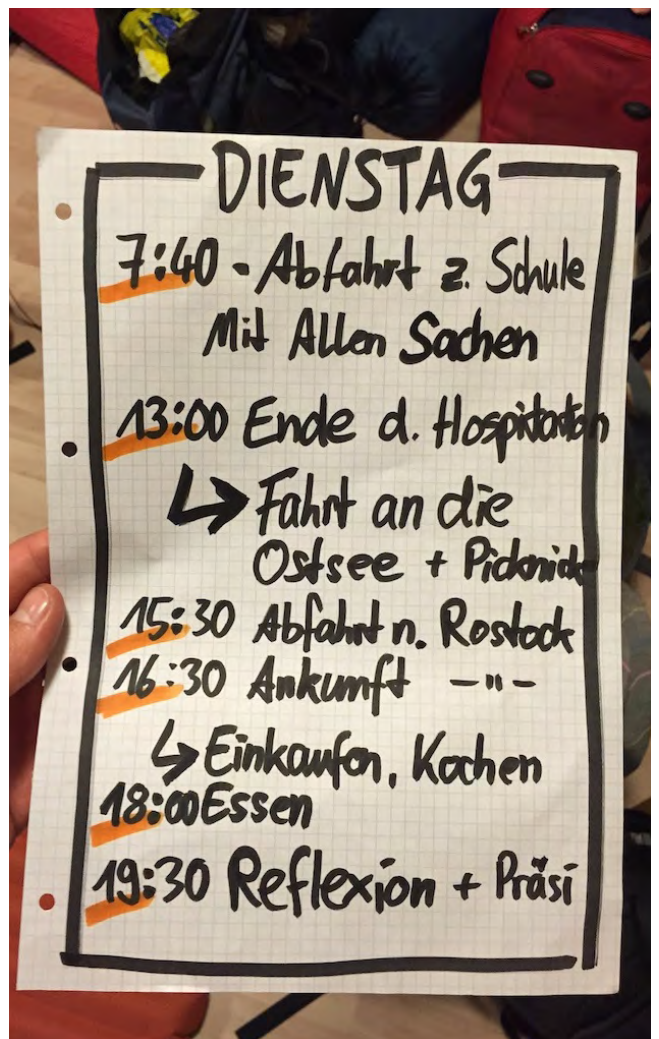 DIENSTAG
7:40 - Abfahrt z. Schule
Mit Allen Sachen
13:00 Ende d. Hospitation
↳ Fahrt an die
Ostsee + Picknick
15:30 Abfahrt n. Rostock
16:30 Ankunft -"-
↳ Einkaufen, Kochen
18:00 Essen
19:30 Reflexion + Präsi